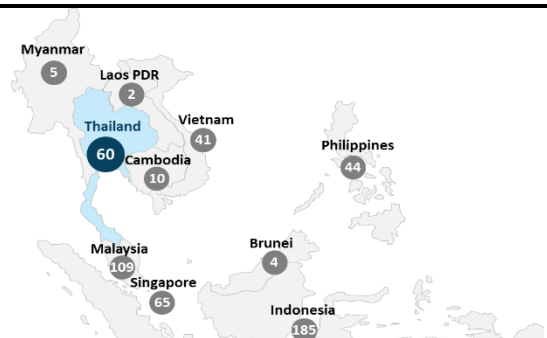 Myanmar
5
Laos PDR
2
Thailand
60
Vietnam
41
Cambodia
10
Philippines
44
Malaysia
109
Brunei
4
Singapore
65
Indonesia
185